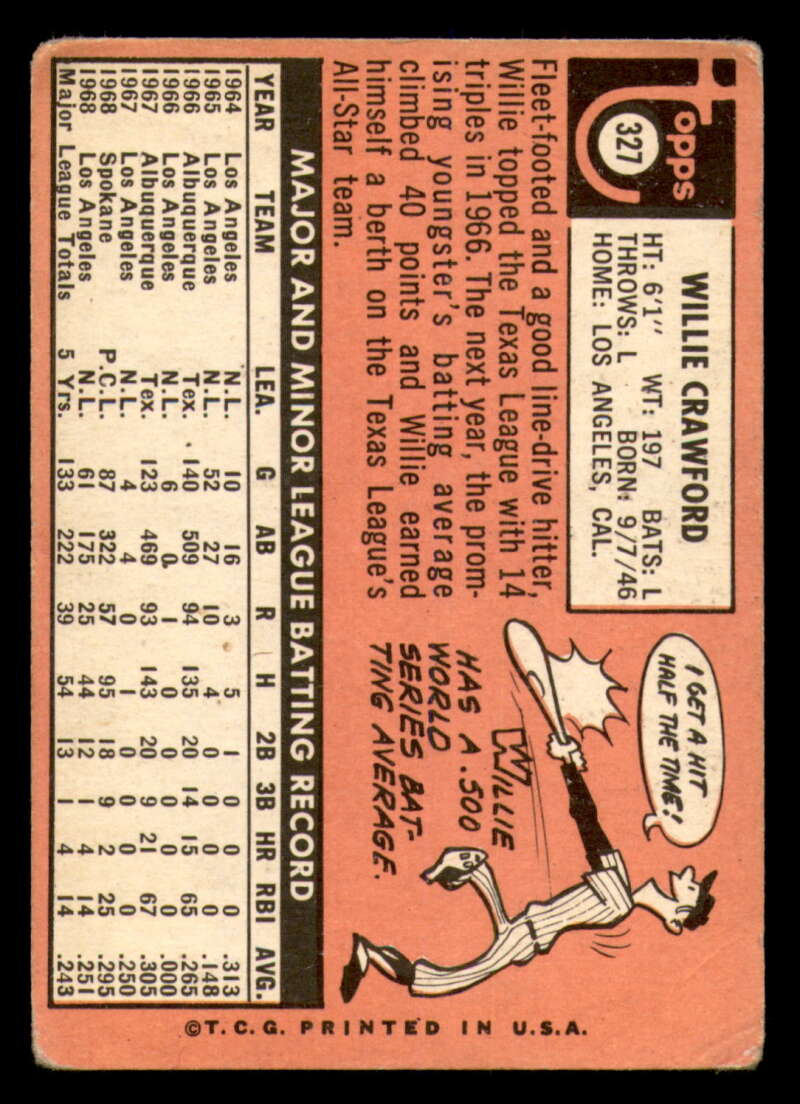 Topps
327
WILLIE CRAWFORD
HT: 6'1" WT: 197 BATS: L
THROWS: L BORN: 9/7/46
HOME: LOS ANGELES, CAL.
Fleet-footed and a good line-drive hitter,
Willie topped the Texas League with 14
triples in 1966. The next year, the prom-
ising youngster's batting average
climbed 40 points and Willie earned
himself a berth on the Texas League's
All-Star team.
I GET A HIT
HALF THE TIME!
WILLIE
HAS A .500
WORLD
SERIES BAT-
TING AVERAGE.
MAJOR AND MINOR LEAGUE BATTING RECORD
YEAR TEAM LEA. G AB R H 2B 3B HR RBI AVG.
1964 Los Angeles N.L. 10 16 3 5 1 0 0 0 .313
1965 Los Angeles N.L. 52 27 10 4 0 0 0 0 .148
1966 Albuquerque Tex. 140 509 94 135 20 14 15 65 .265
1966 Los Angeles N.L. 6 0 1 0 0 0 0 0 .000
1967 Albuquerque Tex. 123 469 93 143 20 9 21 67 .305
1967 Los Angeles N.L. 4 4 0 1 0 0 0 0 .250
1968 Spokane P.C.L. 87 322 57 95 18 9 2 25 .295
1968 Los Angeles N.L. 61 175 25 44 12 1 4 14 .251
Major League Totals 5 Yrs. 133 222 39 54 13 1 4 14 .243
©T.C.G. PRINTED IN U.S.A.